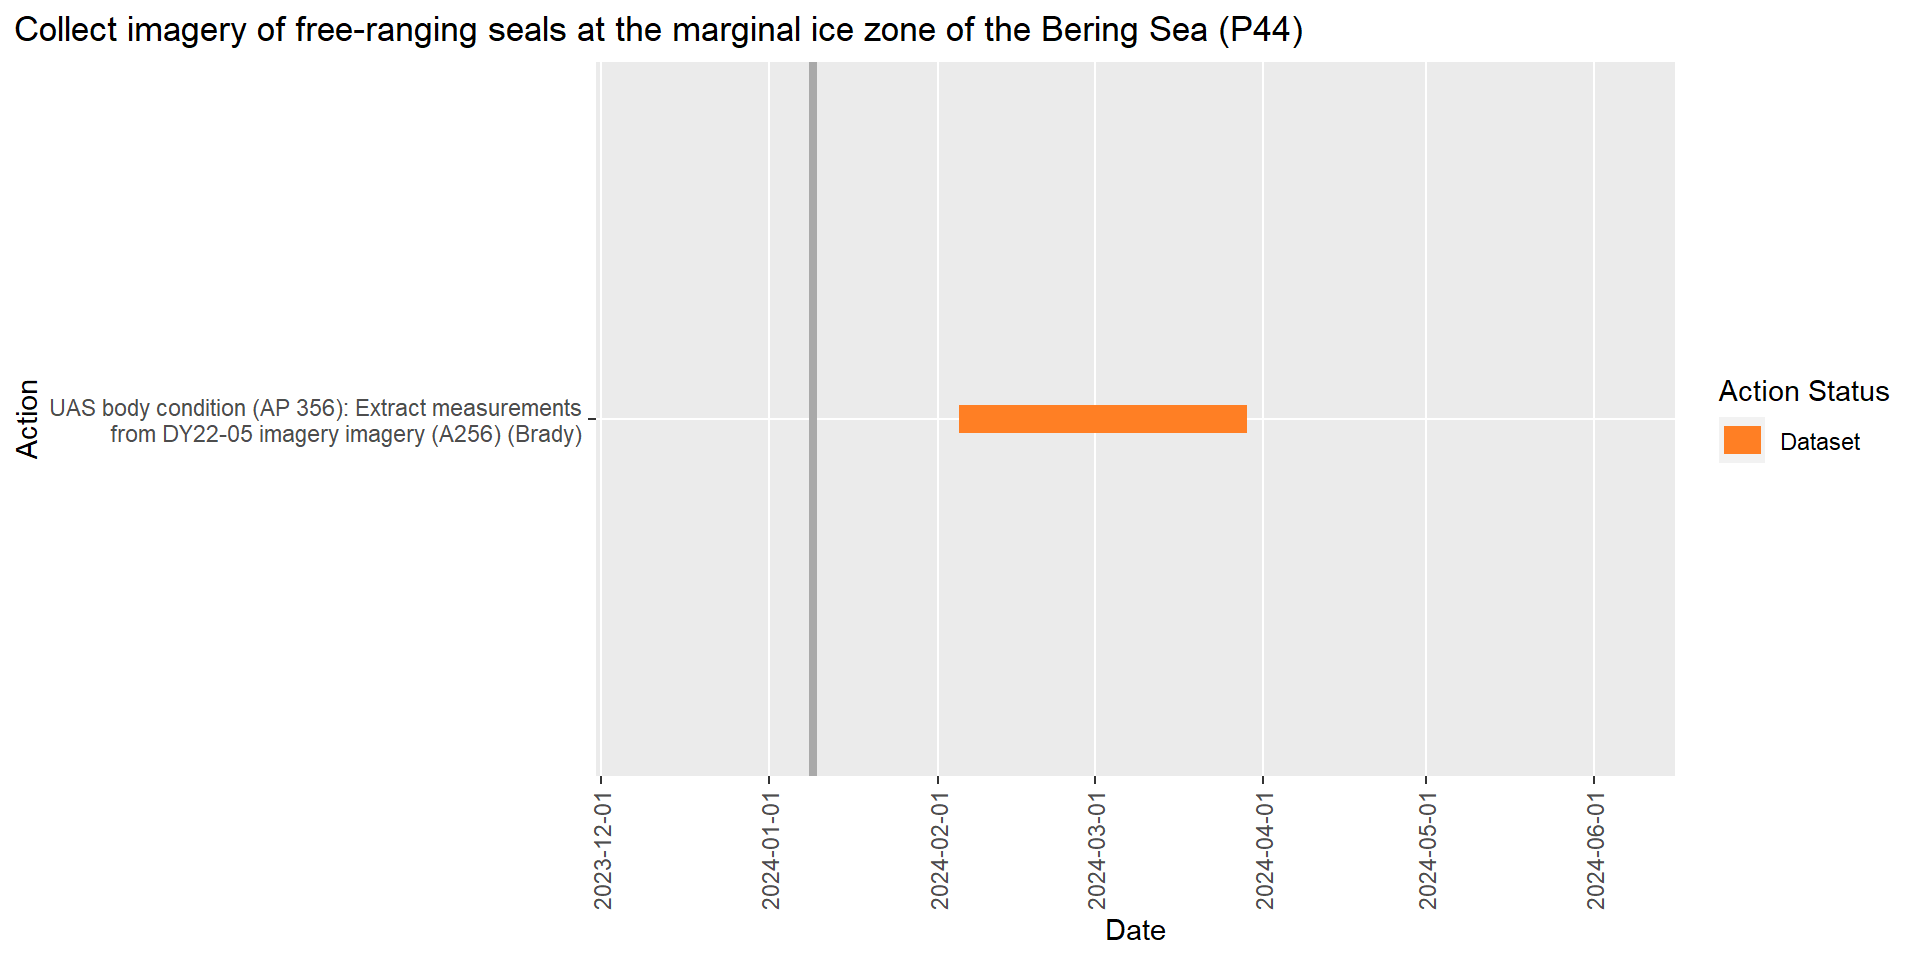 Collect imagery of free-ranging seals at the marginal ice zone of the Bering Sea (P44)
Action
UAS body condition (AP 356): Extract measurements
from DY22-05 imagery imagery (A256) (Brady)
2023-12-01
2024-01-01
2024-02-01
2024-03-01
2024-04-01
2024-05-01
2024-06-01
Date
Action Status
Dataset